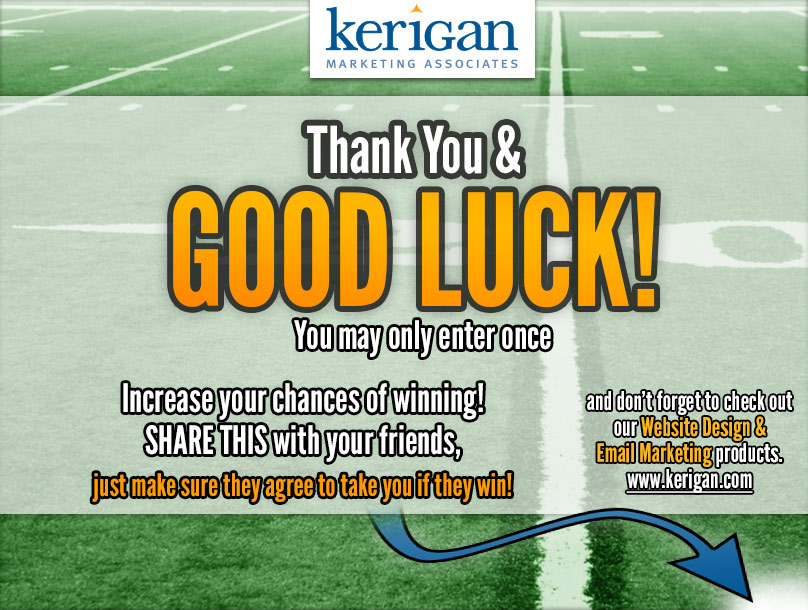 kerigan
MARKETING ASSOCIATES
Thank You &
GOOD LUCK!
You may only enter once
Increase your chances of winning!
SHARE THIS with your friends,
just make sure they agree to take you if they win!
and don't forget to check out
our Website Design &
Email Marketing products.
www.kerigan.com